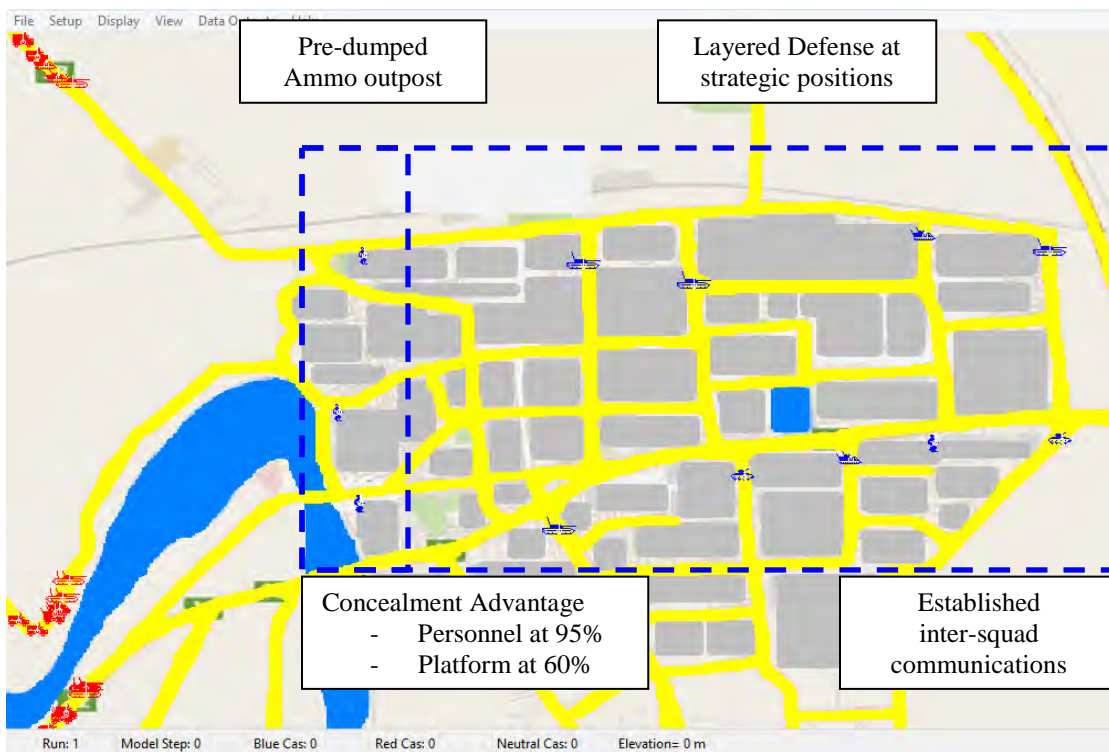 File Setup Display View Data
Pre-dumped
Ammo outpost
Layered Defense at
strategic positions
Concealment Advantage
- Personnel at 95%
- Platform at 60%
Established
inter-squad
communications
Run: 1 Model Step: 0 Blue Cas: 0 Red Cas: 0 Neutral Cas: 0 Elevation= 0 m